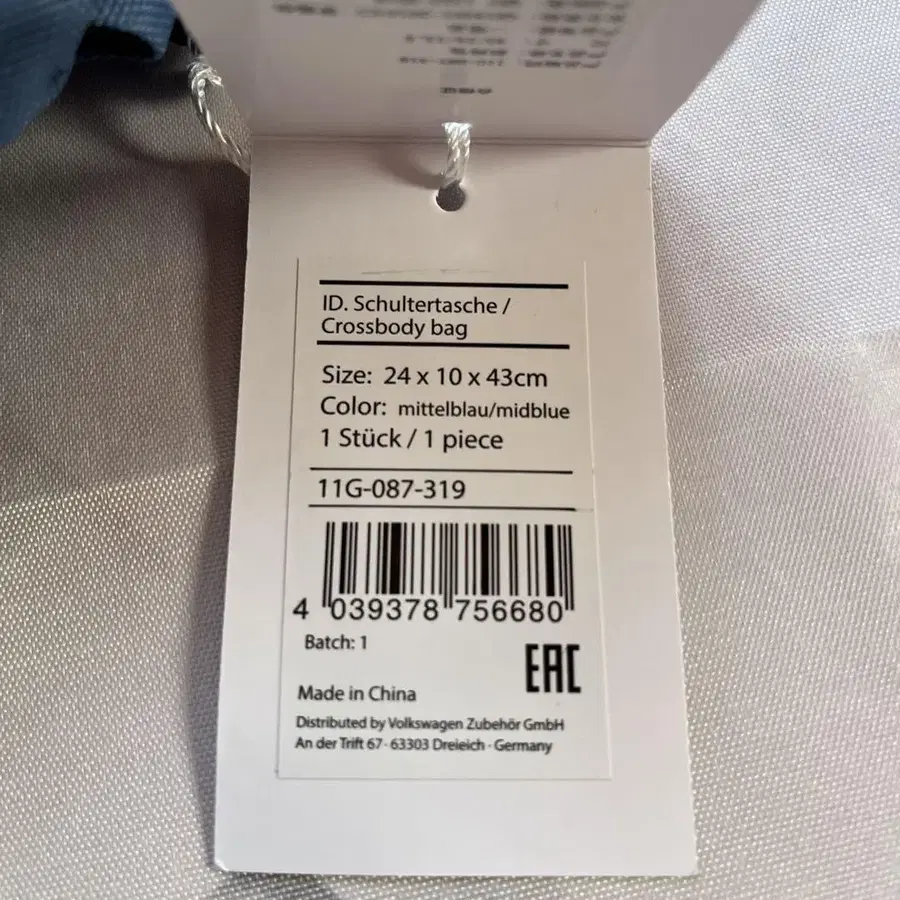 ID. Schultertasche /
Crossbody bag
Size: 24 x 10 x 43cm
Color: mittelblau/midblue
1 Stück / 1 piece
11G-087-319
4 039378 756680
Batch: 1
EAC
Made in China
Distributed by Volkswagen Zubehör GmbH
An der Trift 67 · 63303 Dreieich · Germany